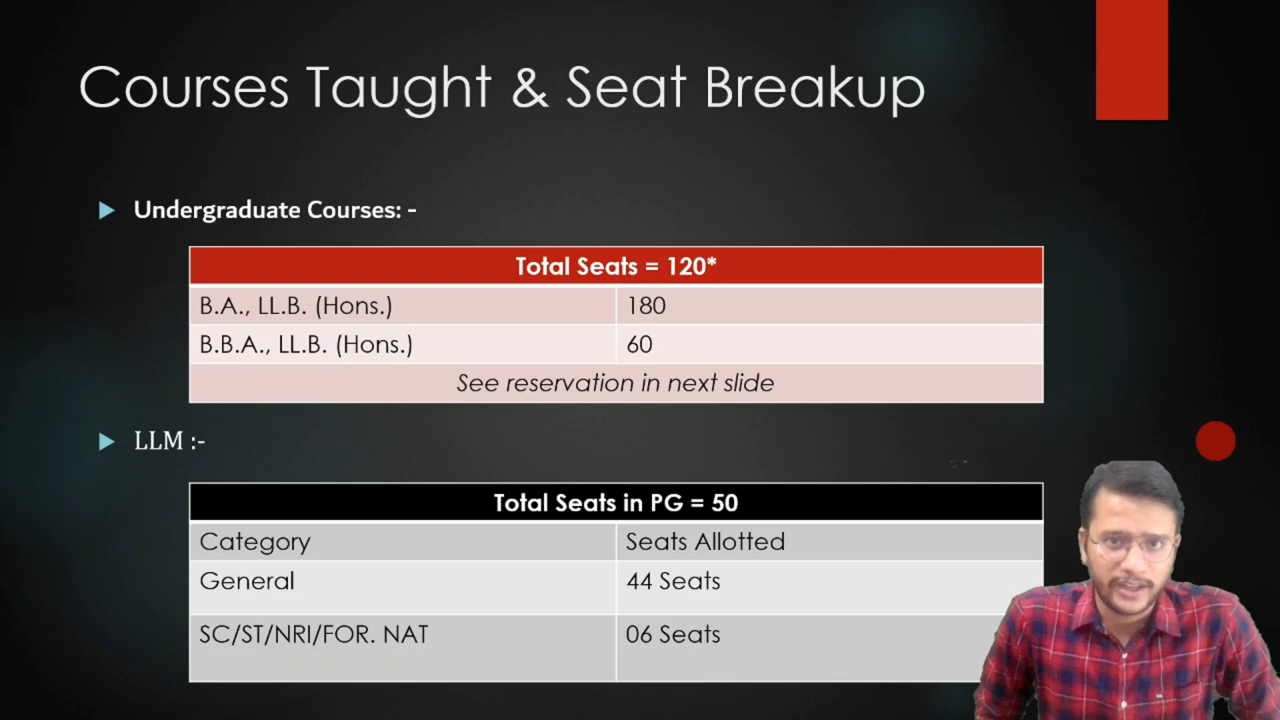 Courses Taught & Seat Breakup
Undergraduate Courses: -
Total Seats = 120*
B.A., LL.B. (Hons.) 180
B.B.A., LL.B. (Hons.) 60
See reservation in next slide
LLM :-
Total Seats in PG = 50
Category Seats Allotted
General 44 Seats
SC/ST/NRI/FOR. NAT 06 Seats